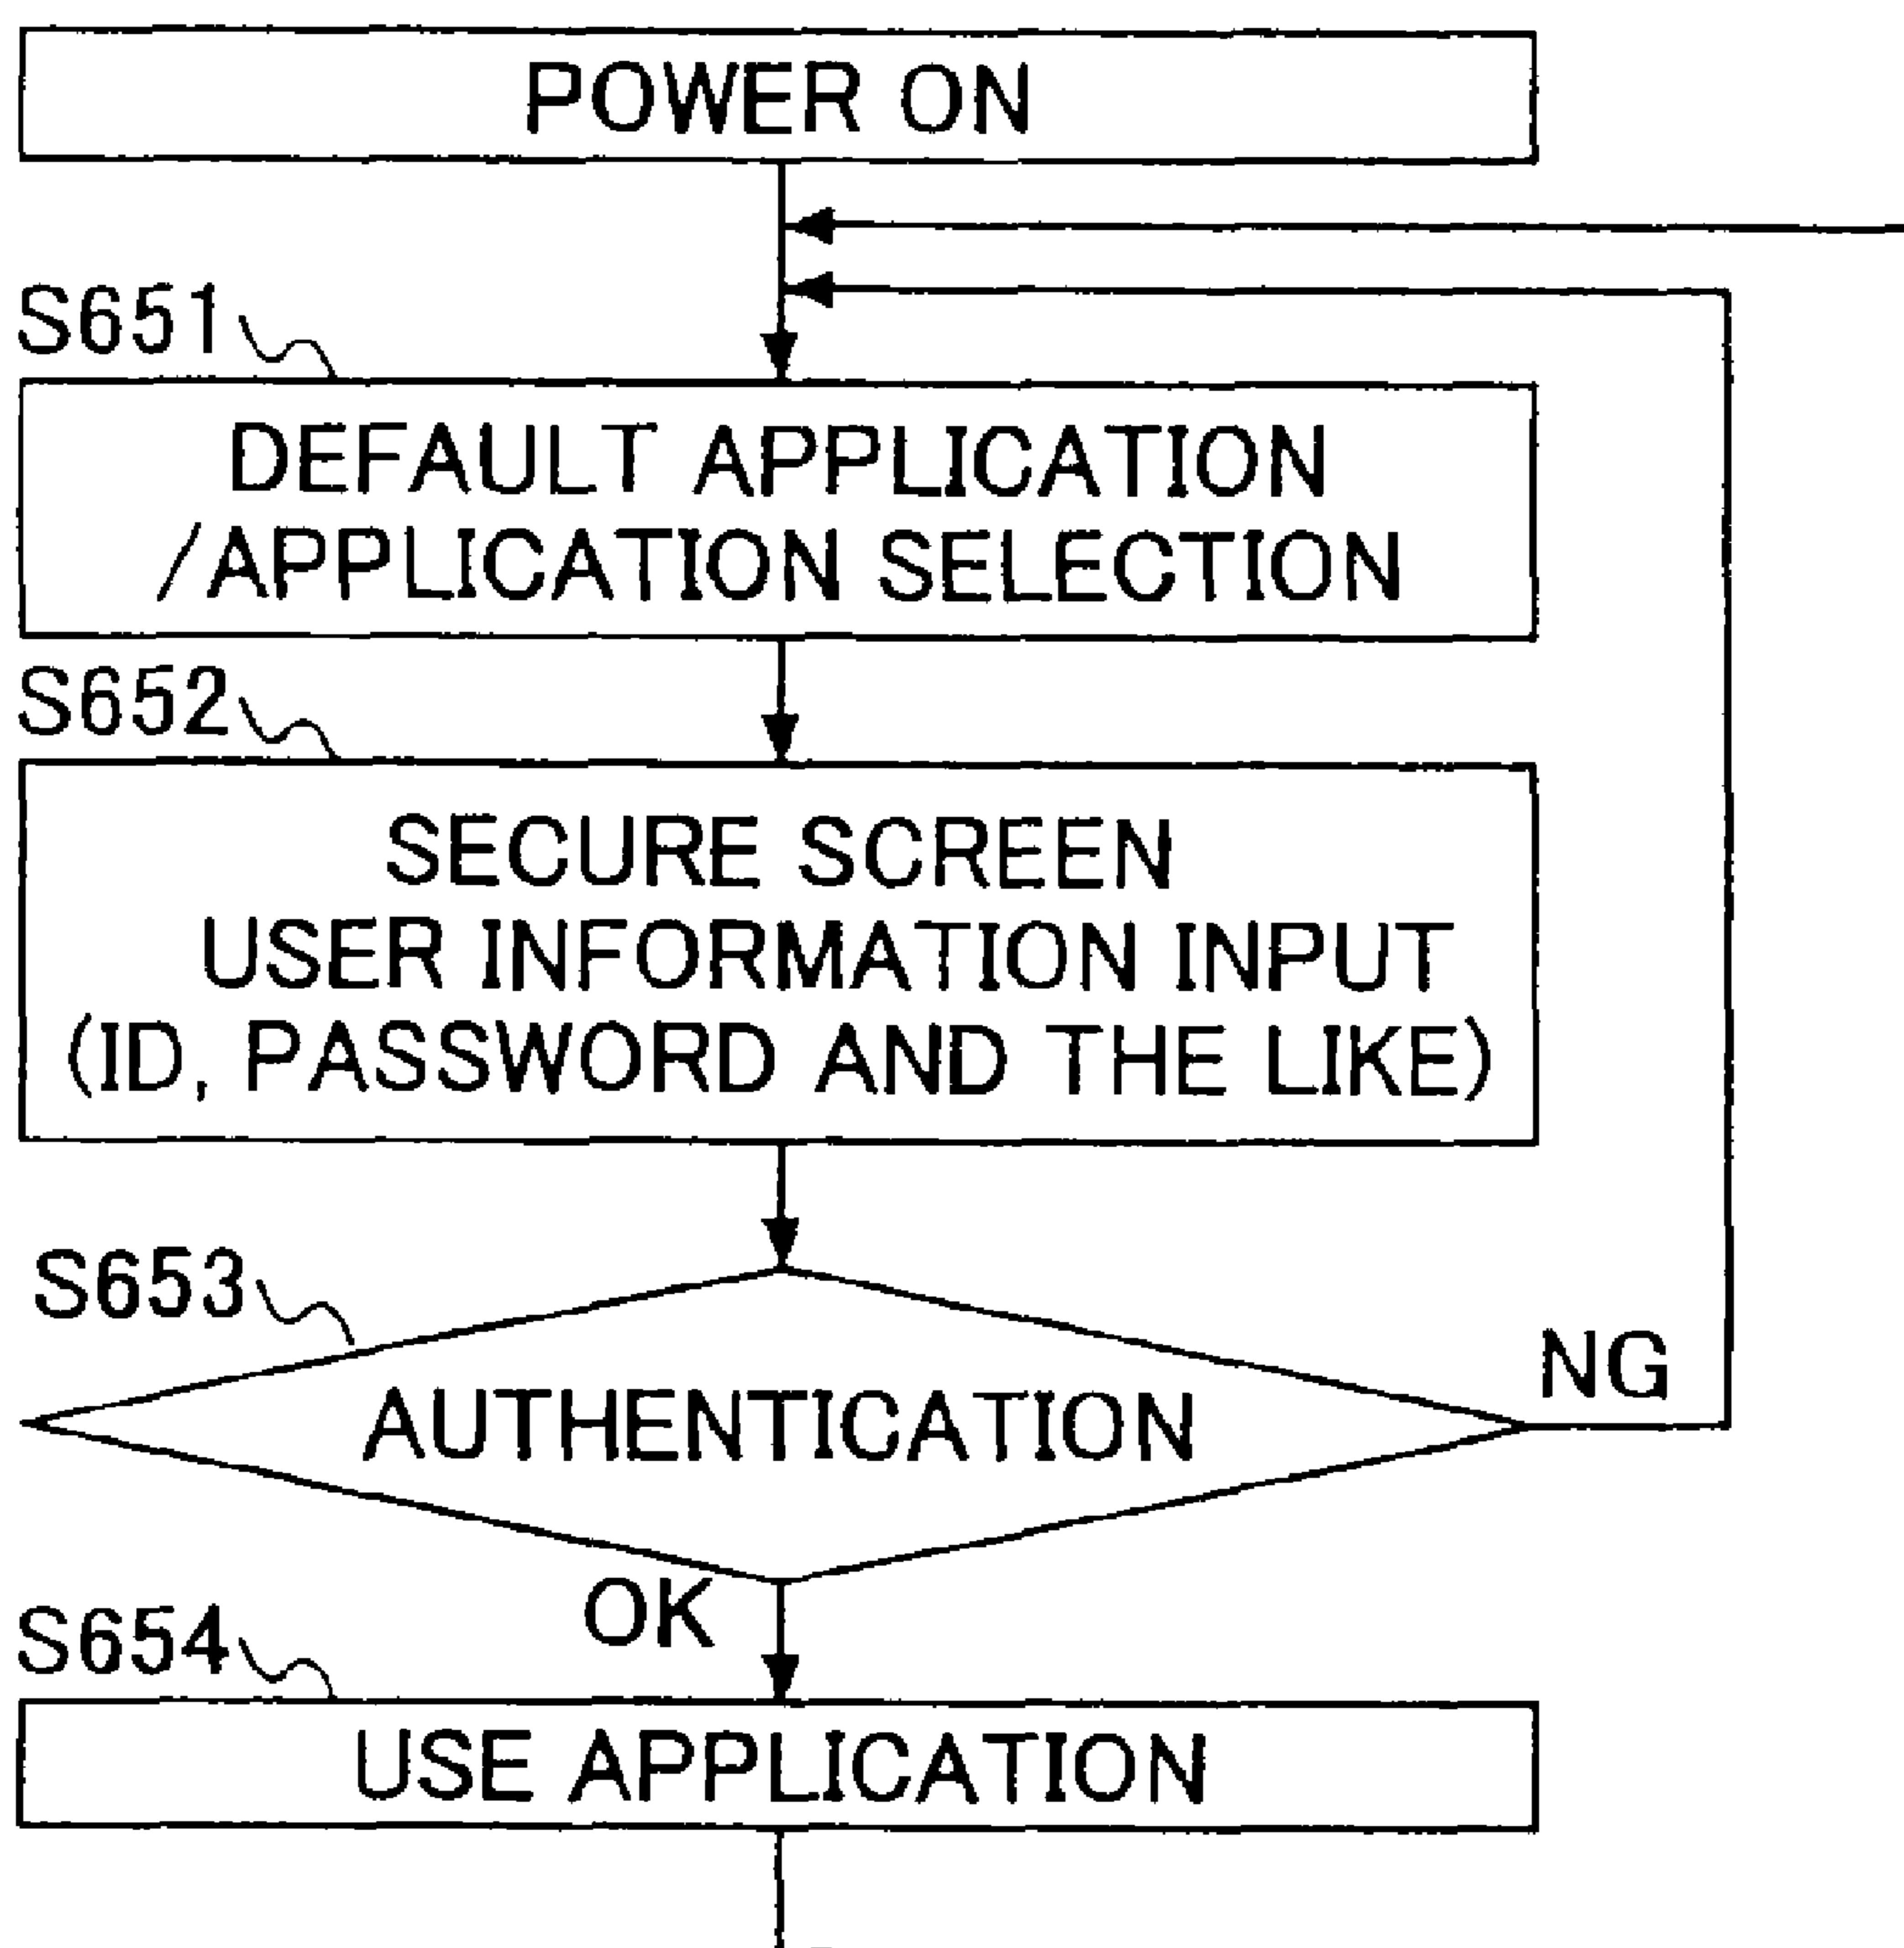 POWER ON
S651
DEFAULT APPLICATION
/APPLICATION SELECTION
S652
SECURE SCREEN
USER INFORMATION INPUT
(ID, PASSWORD AND THE LIKE)
S653
AUTHENTICATION
NG
OK
S654
USE APPLICATION